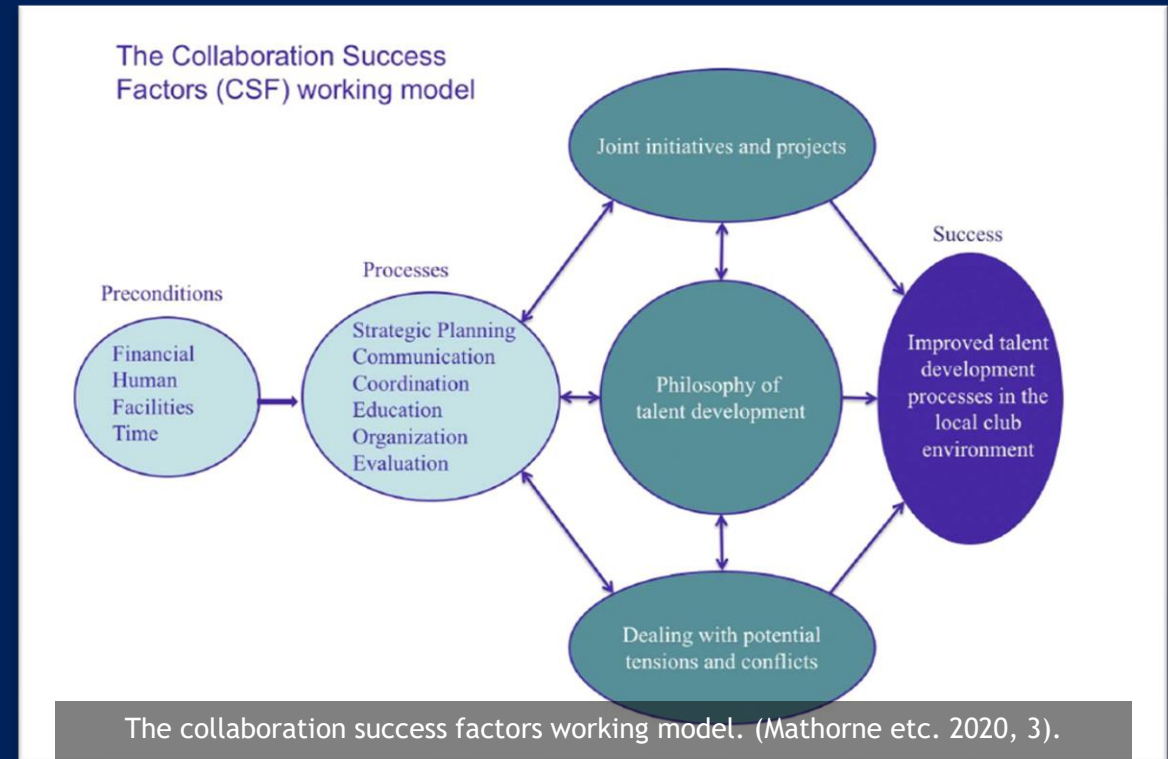 The Collaboration Success
Factors (CSF) working model
Joint initiatives and projects
Success
Processes
Preconditions
Strategic Planning
Communication
Coordination
Education
Organization
Evaluation
Financial
Human
Facilities
Time
Philosophy of
talent development
Improved talent
development
processes in the
local club
environment
Dealing with potential
tensions and conflicts
The collaboration success factors working model. (Mathorne etc. 2020, 3).